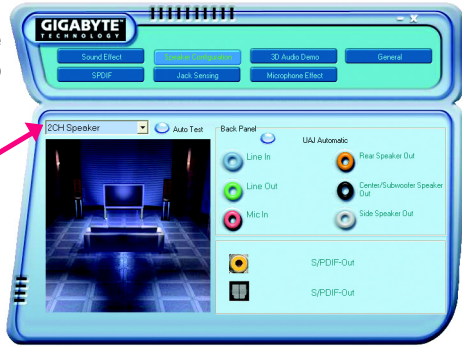 GIGABYTE™
TECHNOLOGY
Sound Effect
Speaker Configuration
3D Audio Demo
General
SPDIF
Jack Sensing
Microphone Effect
2CH Speaker
Auto Test
Back Panel
UAJ Automatic
Line In
Rear Speaker Out
Line Out
Center/Subwoofer Speaker
Out
Mic In
Side Speaker Out
S/PDIF-Out
S/PDIF-Out